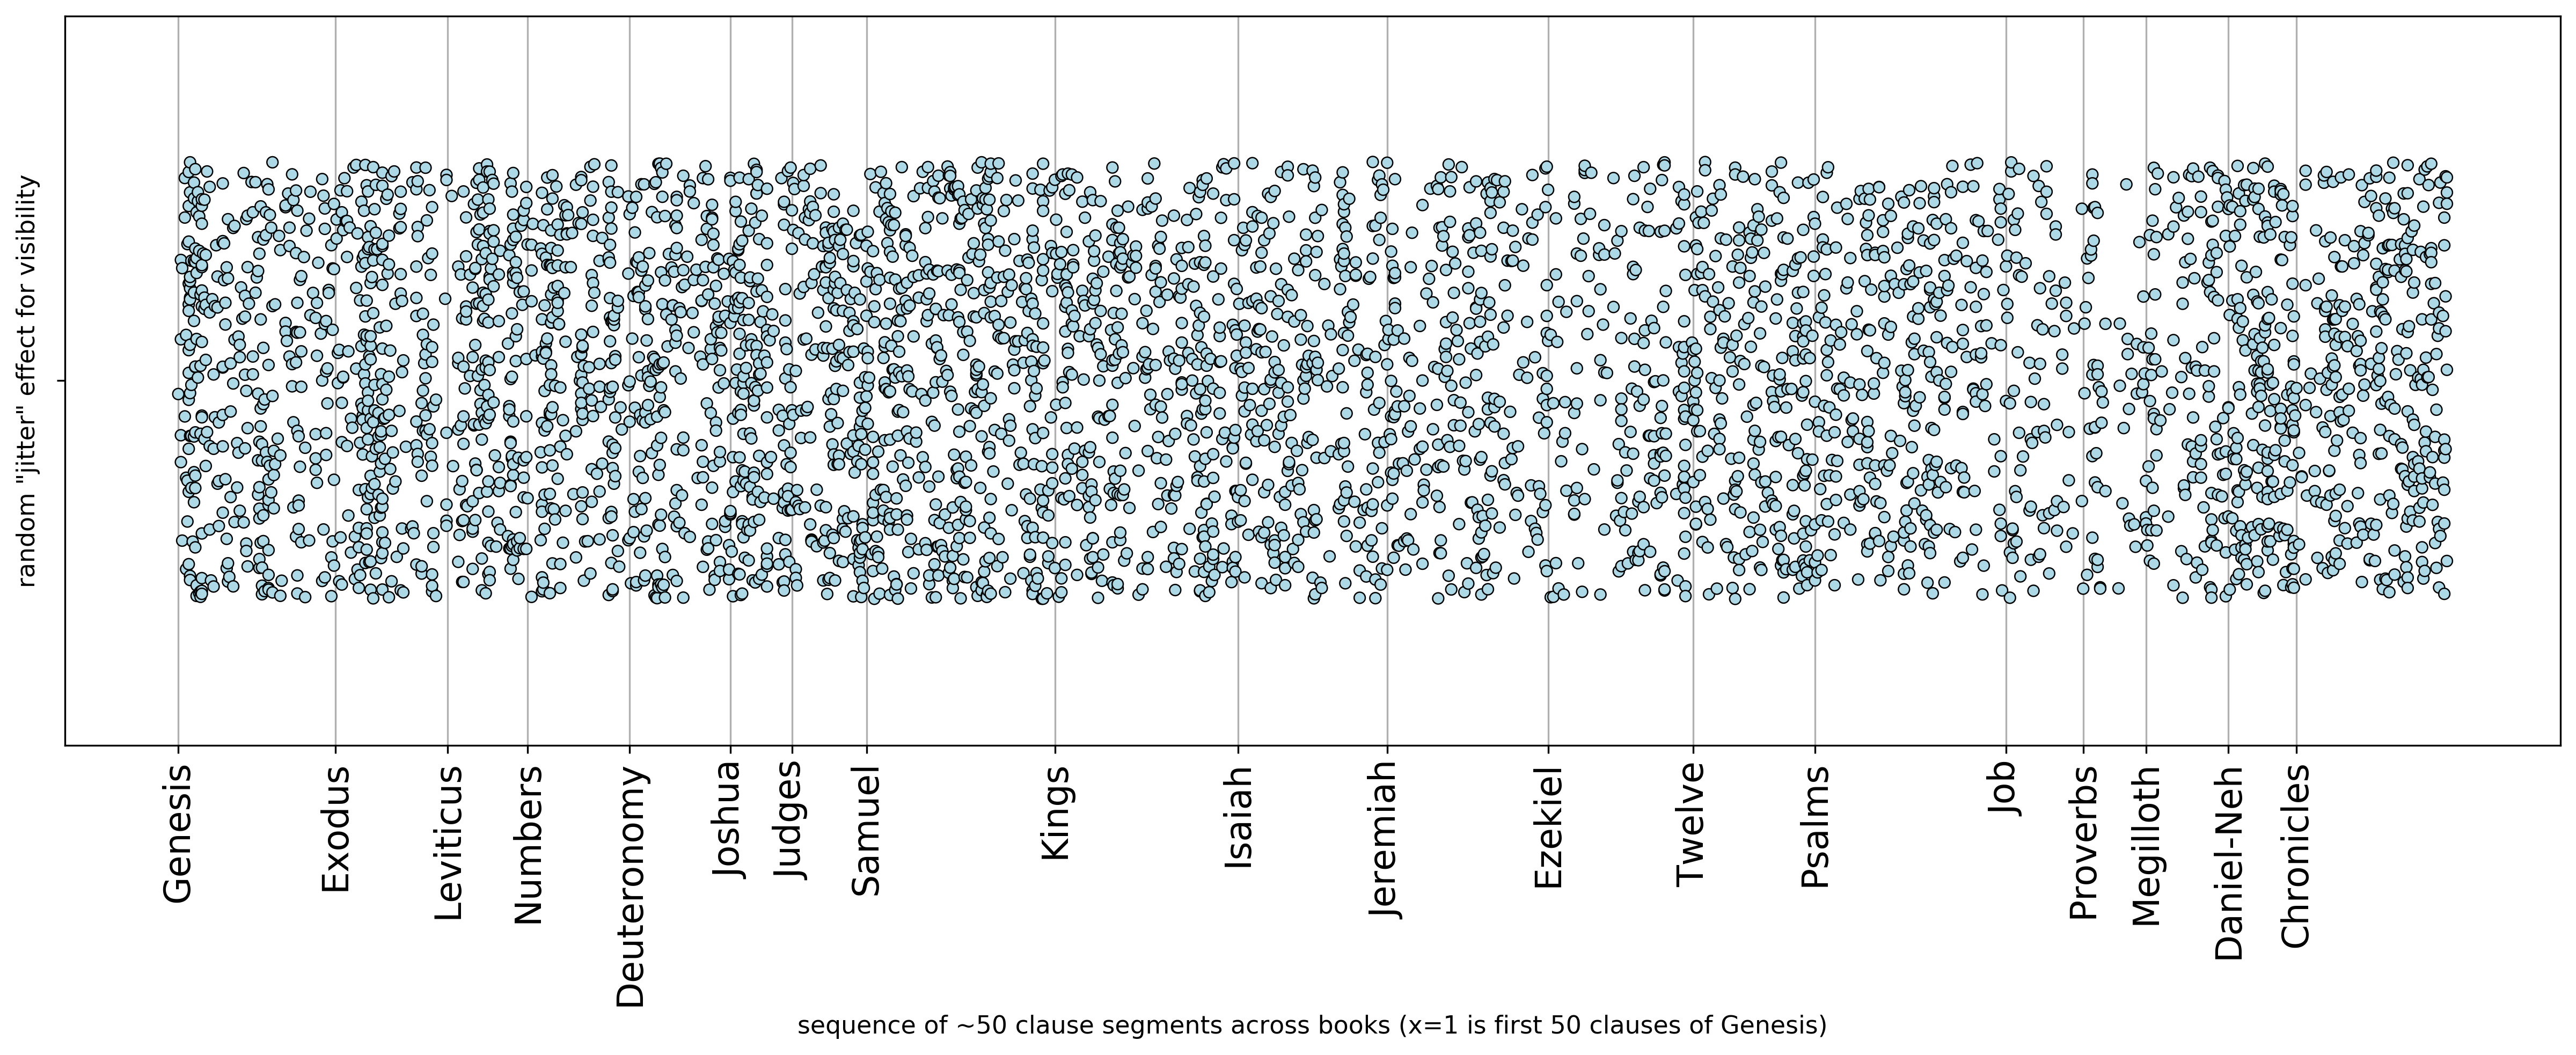 random "jitter" effect for visibility
Genesis
Exodus
Leviticus
Numbers
Deuteronomy
Joshua
Judges
Samuel
Kings
Isaiah
Jeremiah
Ezekiel
Twelve
Psalms
Job
Proverbs
Megilloth
Daniel-Neh
Chronicles
sequence of ~50 clause segments across books (x=1 is first 50 clauses of Genesis)